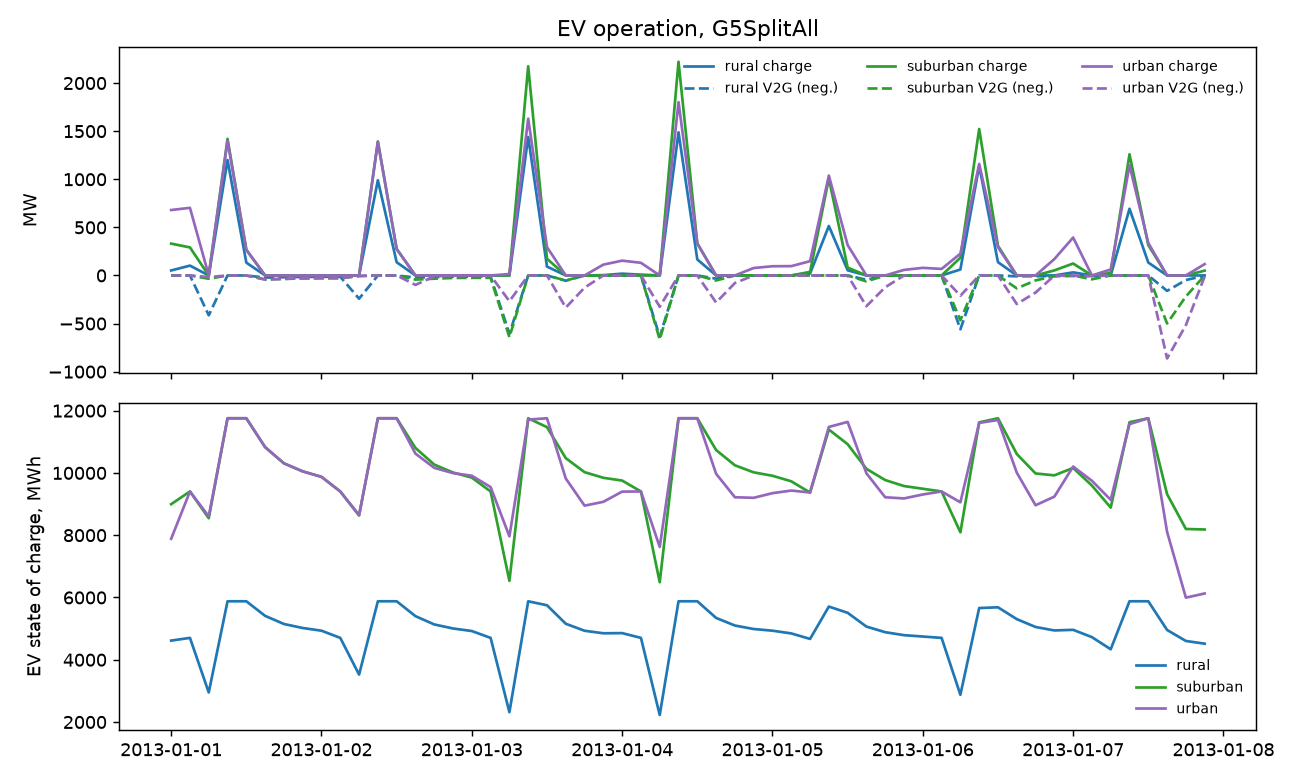 EV operation, G5SplitAll
MW
2000
1500
1000
500
0
−500
−1000
rural charge
rural V2G (neg.)
suburban charge
suburban V2G (neg.)
urban charge
urban V2G (neg.)
EV state of charge, MWh
12000
10000
8000
6000
4000
2000
rural
suburban
urban
2013-01-01 2013-01-02 2013-01-03 2013-01-04 2013-01-05 2013-01-06 2013-01-07 2013-01-08